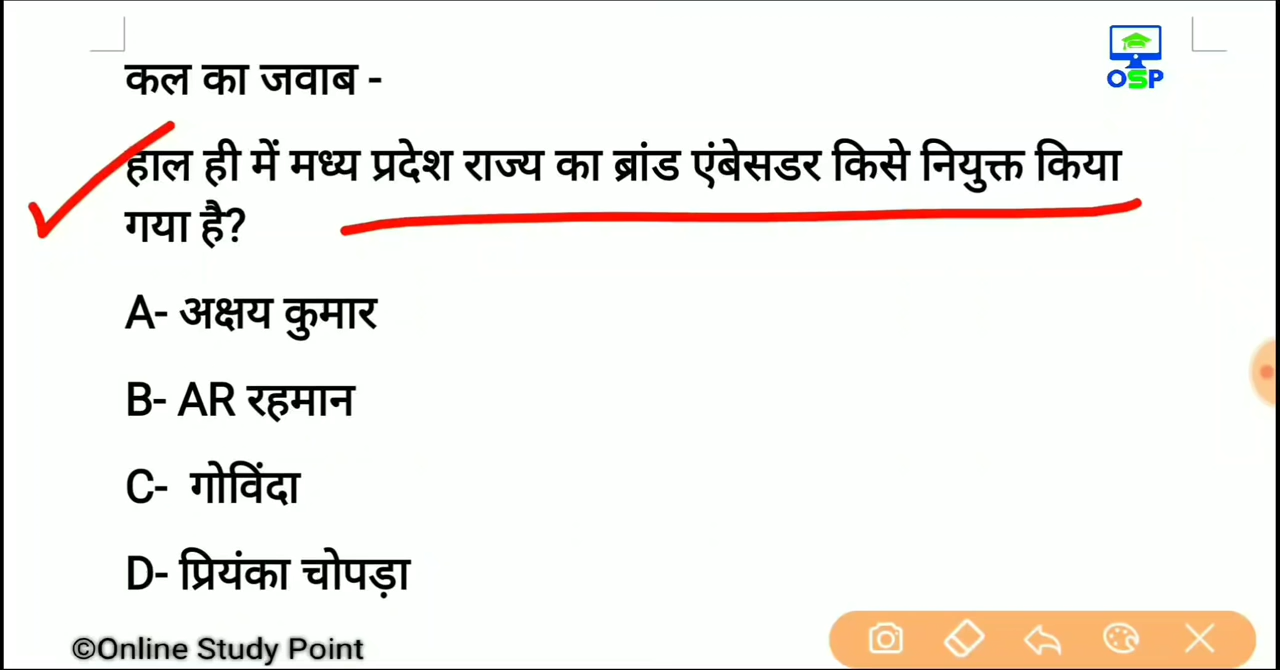 OSP
कल का जवाब -
हाल ही में मध्य प्रदेश राज्य का ब्रांड एंबेसडर किसे नियुक्त किया
गया है?
A- अक्षय कुमार
B- AR रहमान
C- गोविंदा
D- प्रियंका चोपड़ा
©Online Study Point